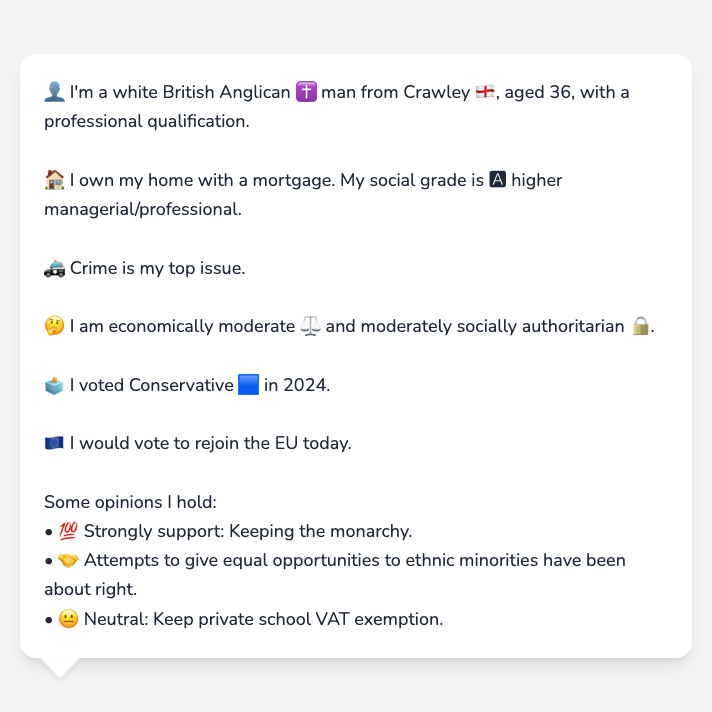 👤 I'm a white British Anglican ✝️ man from Crawley 🏴󠁧󠁢󠁥󠁮󠁧󠁿, aged 36, with a
professional qualification.
🏠 I own my home with a mortgage. My social grade is 🅰 higher
managerial/professional.
🚓 Crime is my top issue.
🤔 I am economically moderate ⚖️ and moderately socially authoritarian 🔒.
🗳️ I voted Conservative 🟦 in 2024.
🇪🇺 I would vote to rejoin the EU today.
Some opinions I hold:
• 💯 Strongly support: Keeping the monarchy.
• 🤝 Attempts to give equal opportunities to ethnic minorities have been
about right.
• 😐 Neutral: Keep private school VAT exemption.